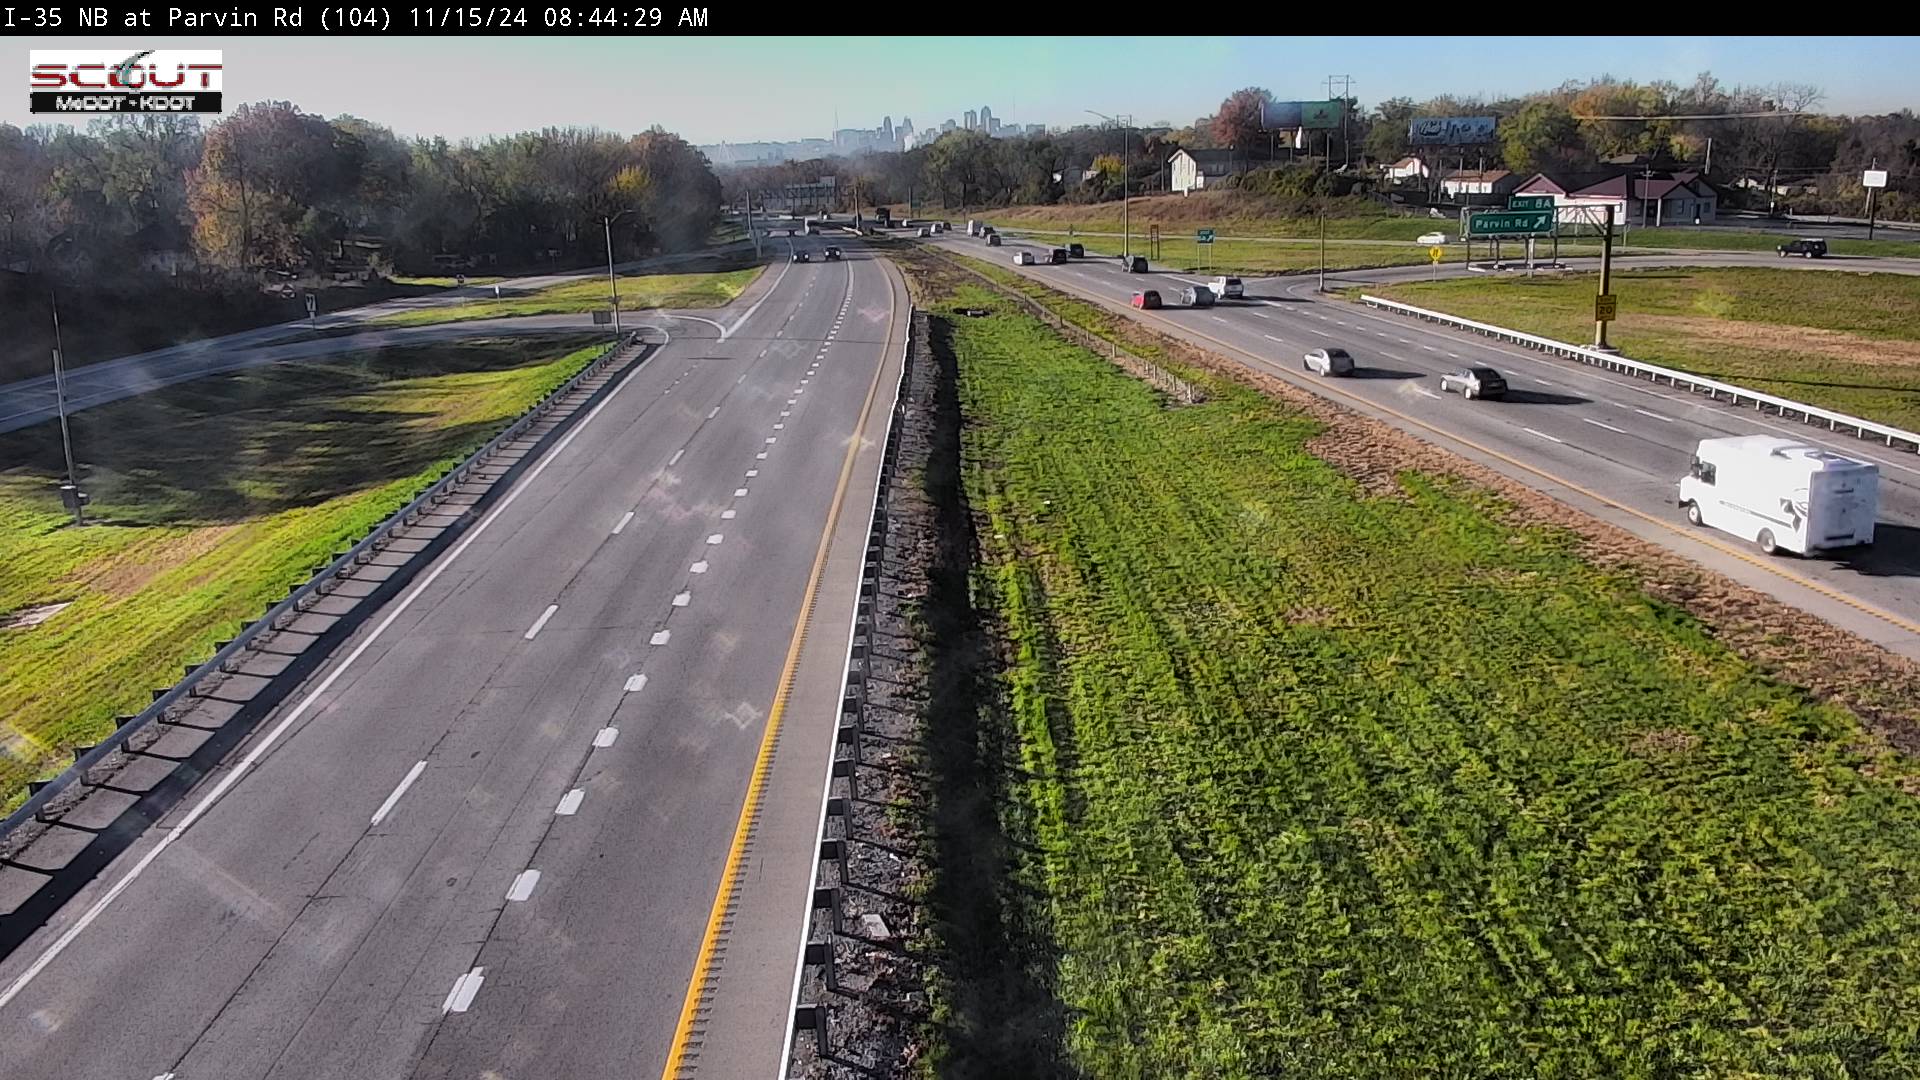 I-35 NB at Parvin Rd (104) 11/15/24 08:44:29 AM
SCOUT
MoDOT - KDOT
EXIT 8A
Parvin Rd
20